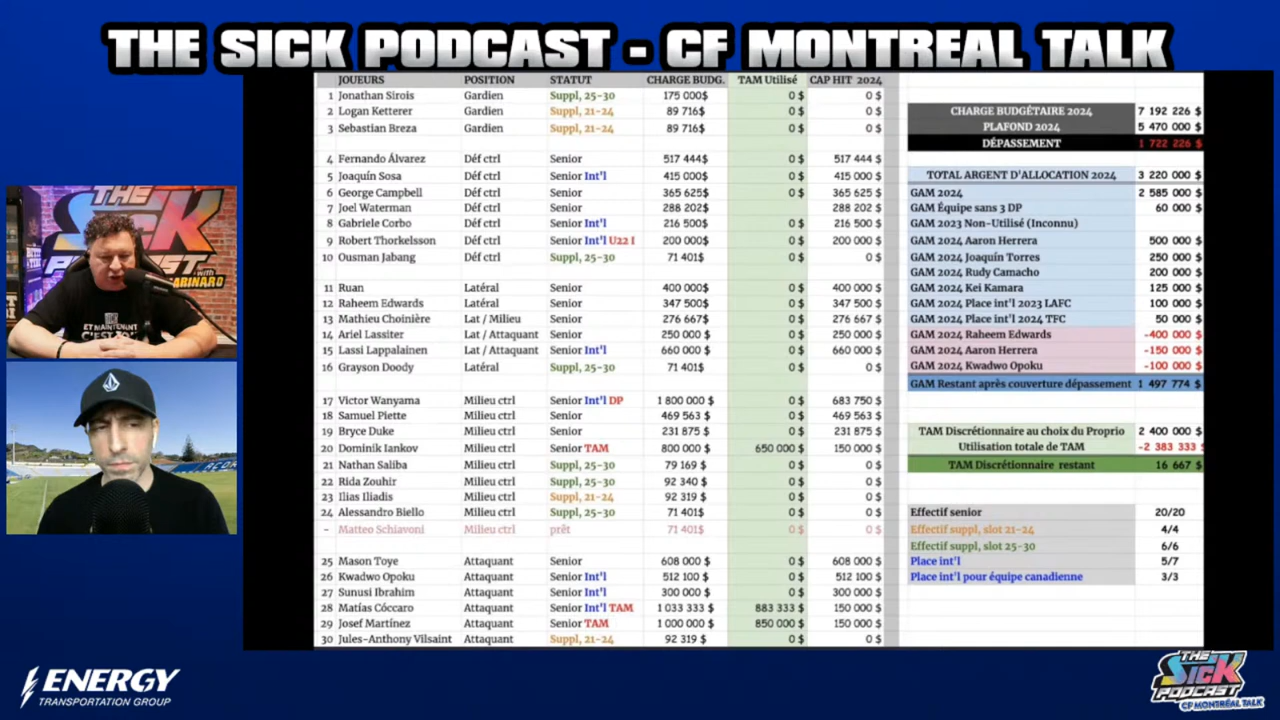 THE SICK PODCAST - CF MONTREAL TALK
JOUEURS POSITION STATUT CHARGE BUDG. TAM Utilisé CAP HIT 2024
1 Jonathan Sirois Gardien Suppl, 25-30 175 000$ 0 $ 0 $
2 Logan Ketterer Gardien Suppl, 21-24 89 716$ 0 $ 0 $
3 Sebastian Breza Gardien Suppl, 21-24 89 716$ 0 $ 0 $
4 Fernando Álvarez Déf ctrl Senior 517 444$ 0 $ 517 444 $
5 Joaquín Sosa Déf ctrl Senior Int'l 415 000$ 0 $ 415 000 $
6 George Campbell Déf ctrl Senior 365 625$ 0 $ 365 625 $
7 Joel Waterman Déf ctrl Senior 288 202$ 288 202 $
8 Gabriele Corbo Déf ctrl Senior Int'l 216 500$ 0 $ 216 500 $
9 Robert Thorkelsson Déf ctrl Senior Int'l U22 I 200 000$ 0 $ 200 000 $
10 Ousman Jabang Déf ctrl Suppl, 25-30 71 401$ 0 $ 0 $
11 Ruan Latéral Senior 400 000$ 0 $ 400 000 $
12 Raheem Edwards Latéral Senior 347 500$ 0 $ 347 500 $
13 Mathieu Choinière Lat / Milieu Senior 276 667$ 0 $ 276 667 $
14 Ariel Lassiter Lat / Attaquant Senior 250 000$ 0 $ 250 000 $
15 Lassi Lappalainen Lat / Attaquant Senior Int'l 660 000$ 0 $ 660 000 $
16 Grayson Doody Latéral Suppl, 25-30 71 401$ 0 $ 0 $
17 Victor Wanyama Milieu ctrl Senior Int'l DP 1 800 000$ 0 $ 683 750 $
18 Samuel Piette Milieu ctrl Senior 469 563$ 0 $ 469 563 $
19 Bryce Duke Milieu ctrl Senior 231 875$ 0 $ 231 875 $
20 Dominik Iankov Milieu ctrl Senior TAM 800 000$ 650 000 $ 150 000 $
21 Nathan Saliba Milieu ctrl Suppl, 25-30 79 169$ 0 $ 0 $
22 Rida Zouhir Milieu ctrl Suppl, 25-30 92 340 $ 0 $ 0 $
23 Ilias Iliadis Milieu ctrl Suppl, 21-24 92 319 $ 0 $ 0 $
24 Alessandro Biello Milieu ctrl Suppl, 25-30 71 401$ 0 $ 0 $
- Matteo Schiavoni Milieu ctrl prêt 71 401$ 0 $ 0 $
25 Mason Toye Attaquant Senior 608 000$ 0 $ 608 000 $
26 Kwadwo Opoku Attaquant Senior Int'l 512 100 $ 0 $ 512 100 $
27 Sunusi Ibrahim Attaquant Senior Int'l 300 000 $ 0 $ 300 000 $
28 Matías Cóccaro Attaquant Senior Int'l TAM 1 033 333 $ 883 333 $ 150 000 $
29 Josef Martínez Attaquant Senior TAM 1 000 000 $ 850 000 $ 150 000 $
30 Jules-Anthony Vilsaint Attaquant Suppl, 21-24 92 319 $ 0 $ 0 $
CHARGE BUDGÉTAIRE 2024 7 192 226 $
PLAFOND 2024 5 470 000 $
DÉPASSEMENT 1 722 226 $
TOTAL ARGENT D'ALLOCATION 2024 3 220 000 $
GAM 2024 2 585 000 $
GAM Équipe sans 3 DP 60 000 $
GAM 2023 Non-Utilisé (Inconnu)
GAM 2024 Aaron Herrera 500 000 $
GAM 2024 Joaquín Torres 250 000 $
GAM 2024 Rudy Camacho 200 000 $
GAM 2024 Kei Kamara 125 000 $
GAM 2024 Place int'l 2023 LAFC 100 000 $
GAM 2024 Place int'l 2024 TFC 50 000 $
GAM 2024 Raheem Edwards -400 000 $
GAM 2024 Aaron Herrera -150 000 $
GAM 2024 Kwadwo Opoku -100 000 $
GAM Restant après couverture dépassement 1 497 774 $
TAM Discrétionnaire au choix du Proprio 2 400 000 $
Utilisation totale de TAM -2 383 333 $
TAM Discrétionnaire restant 16 667 $
Effectif senior 20/20
Effectif suppl, slot 21-24 4/4
Effectif suppl, slot 25-30 6/6
Place int'l 5/7
Place int'l pour équipe canadienne 3/3
THE
SICK
PODCAST
with
MARINARO
ET MAINTENANT
ENERGY
TRANSPORTATION GROUP
THE
SICK
PODCAST
CF MONTRÉAL TALK